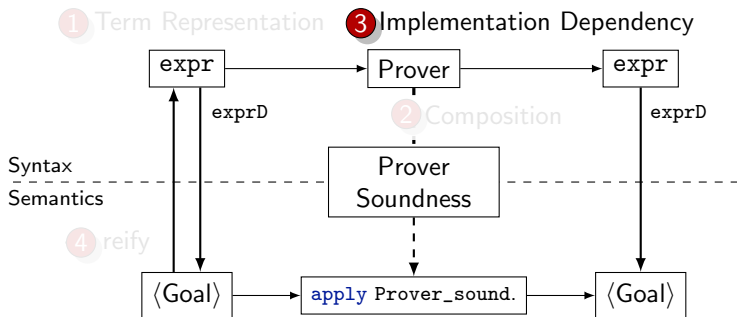 1 Term Representation
3 Implementation Dependency
expr
Prover
expr
exprD
2 Composition
exprD
Syntax
Prover
Soundness
Semantics
4 reify
⟨Goal⟩
apply Prover_sound.
⟨Goal⟩